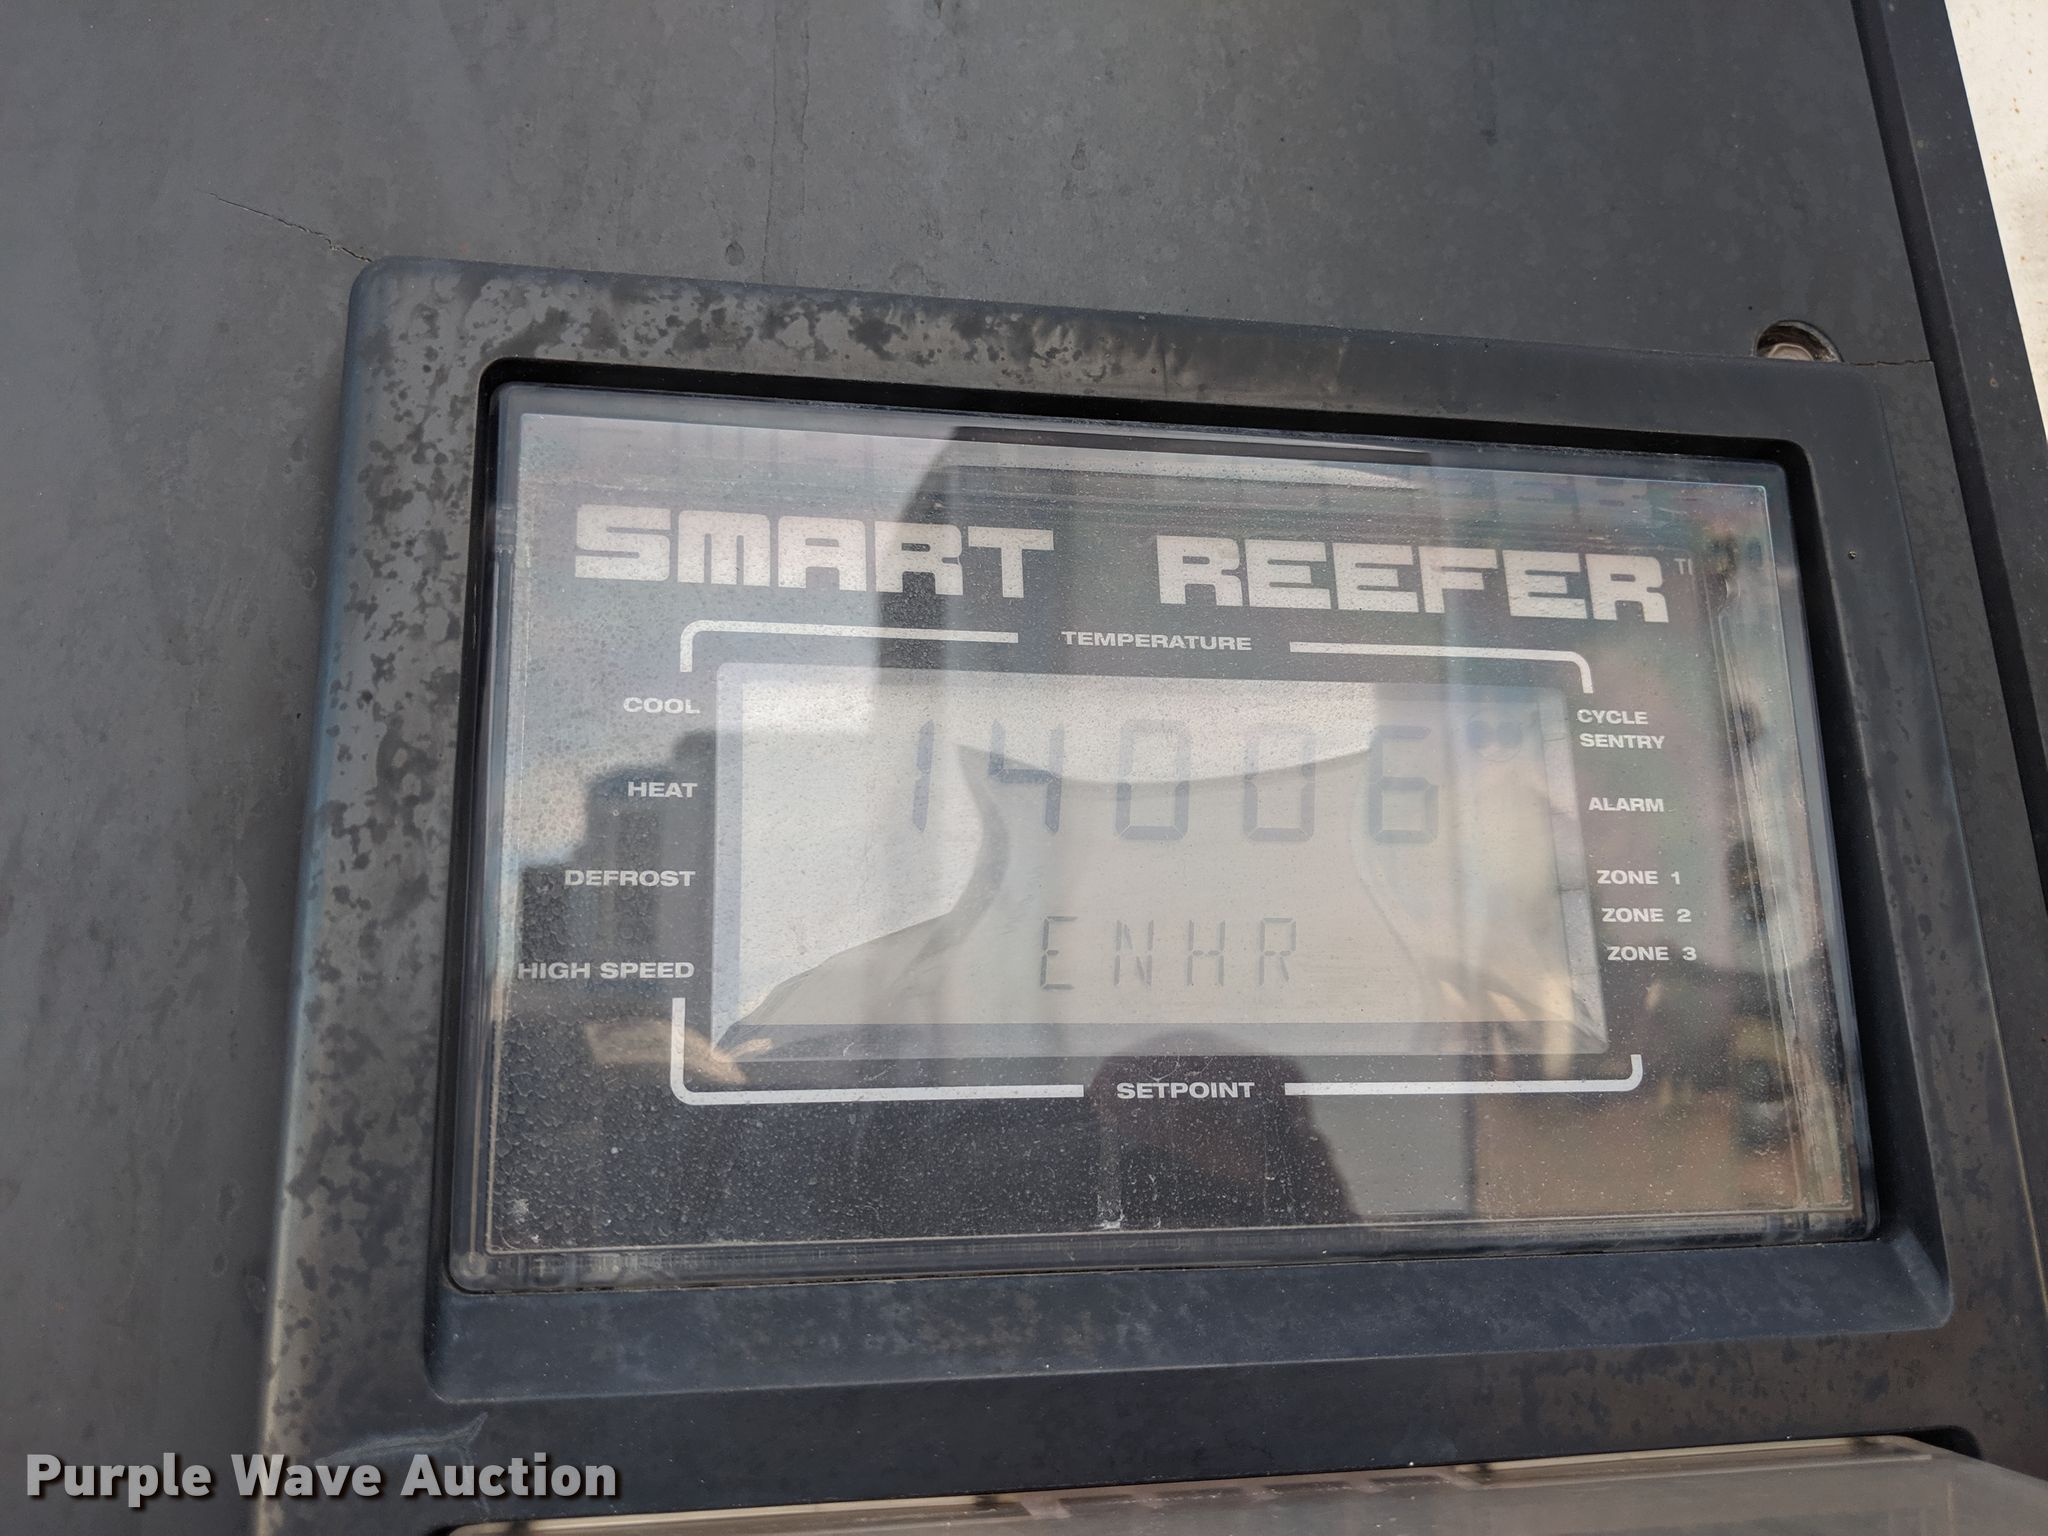 SMART REEFER
TEMPERATURE
COOL
HEAT
DEFROST
HIGH SPEED
14006
ENHR
CYCLE
SENTRY
ALARM
ZONE 1
ZONE 2
ZONE 3
SETPOINT
Purple Wave Auction